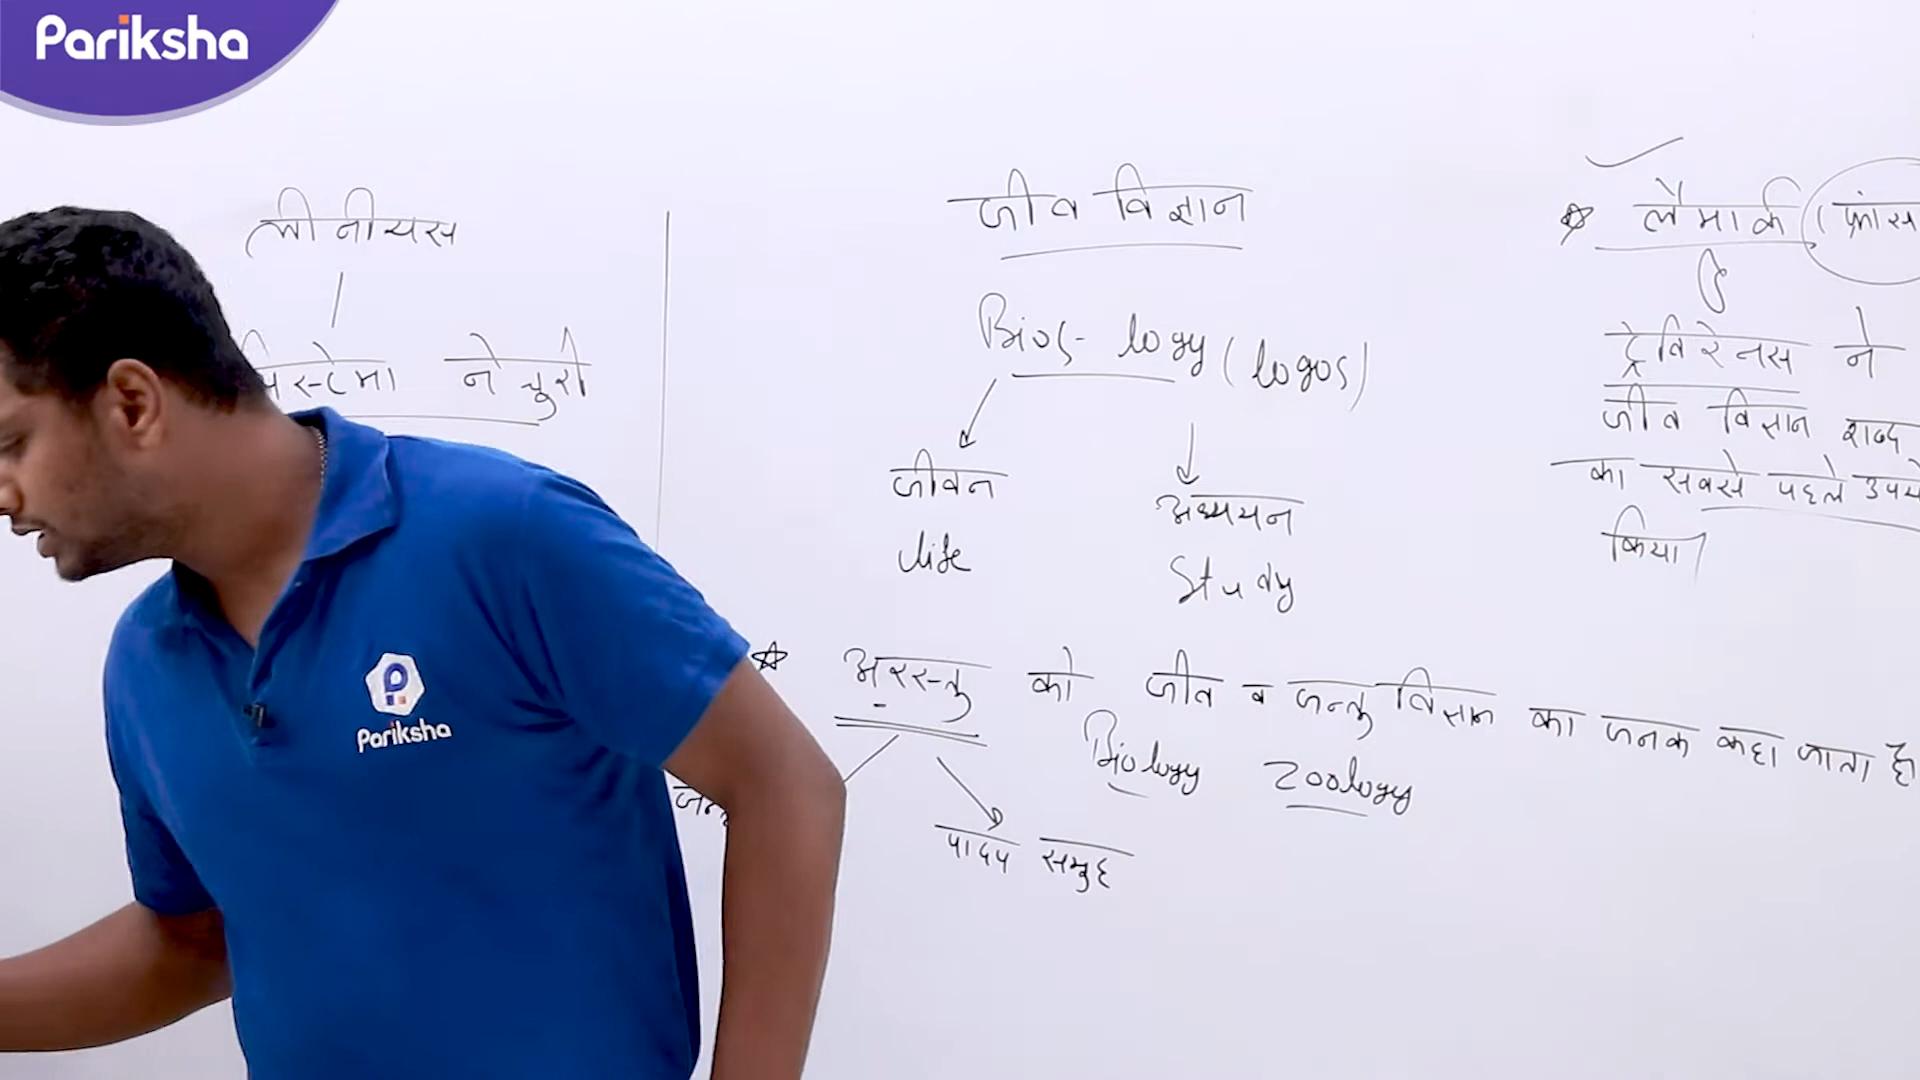 Pariksha
लीनीयस
सिस्टेमा नेचुरी
जीव विज्ञान
Bios- logy (logos)
जीवन
अध्ययन
life
Study
अरस्तु को जीव व जन्तु विज्ञान का जनक कहा जाता है
Biology Zoology
पादप समुह
लैमार्क (फ्रांस
ट्रेविरेनस ने
जीव विज्ञान शब्द
का सबसे पहले
किया
Pariksha